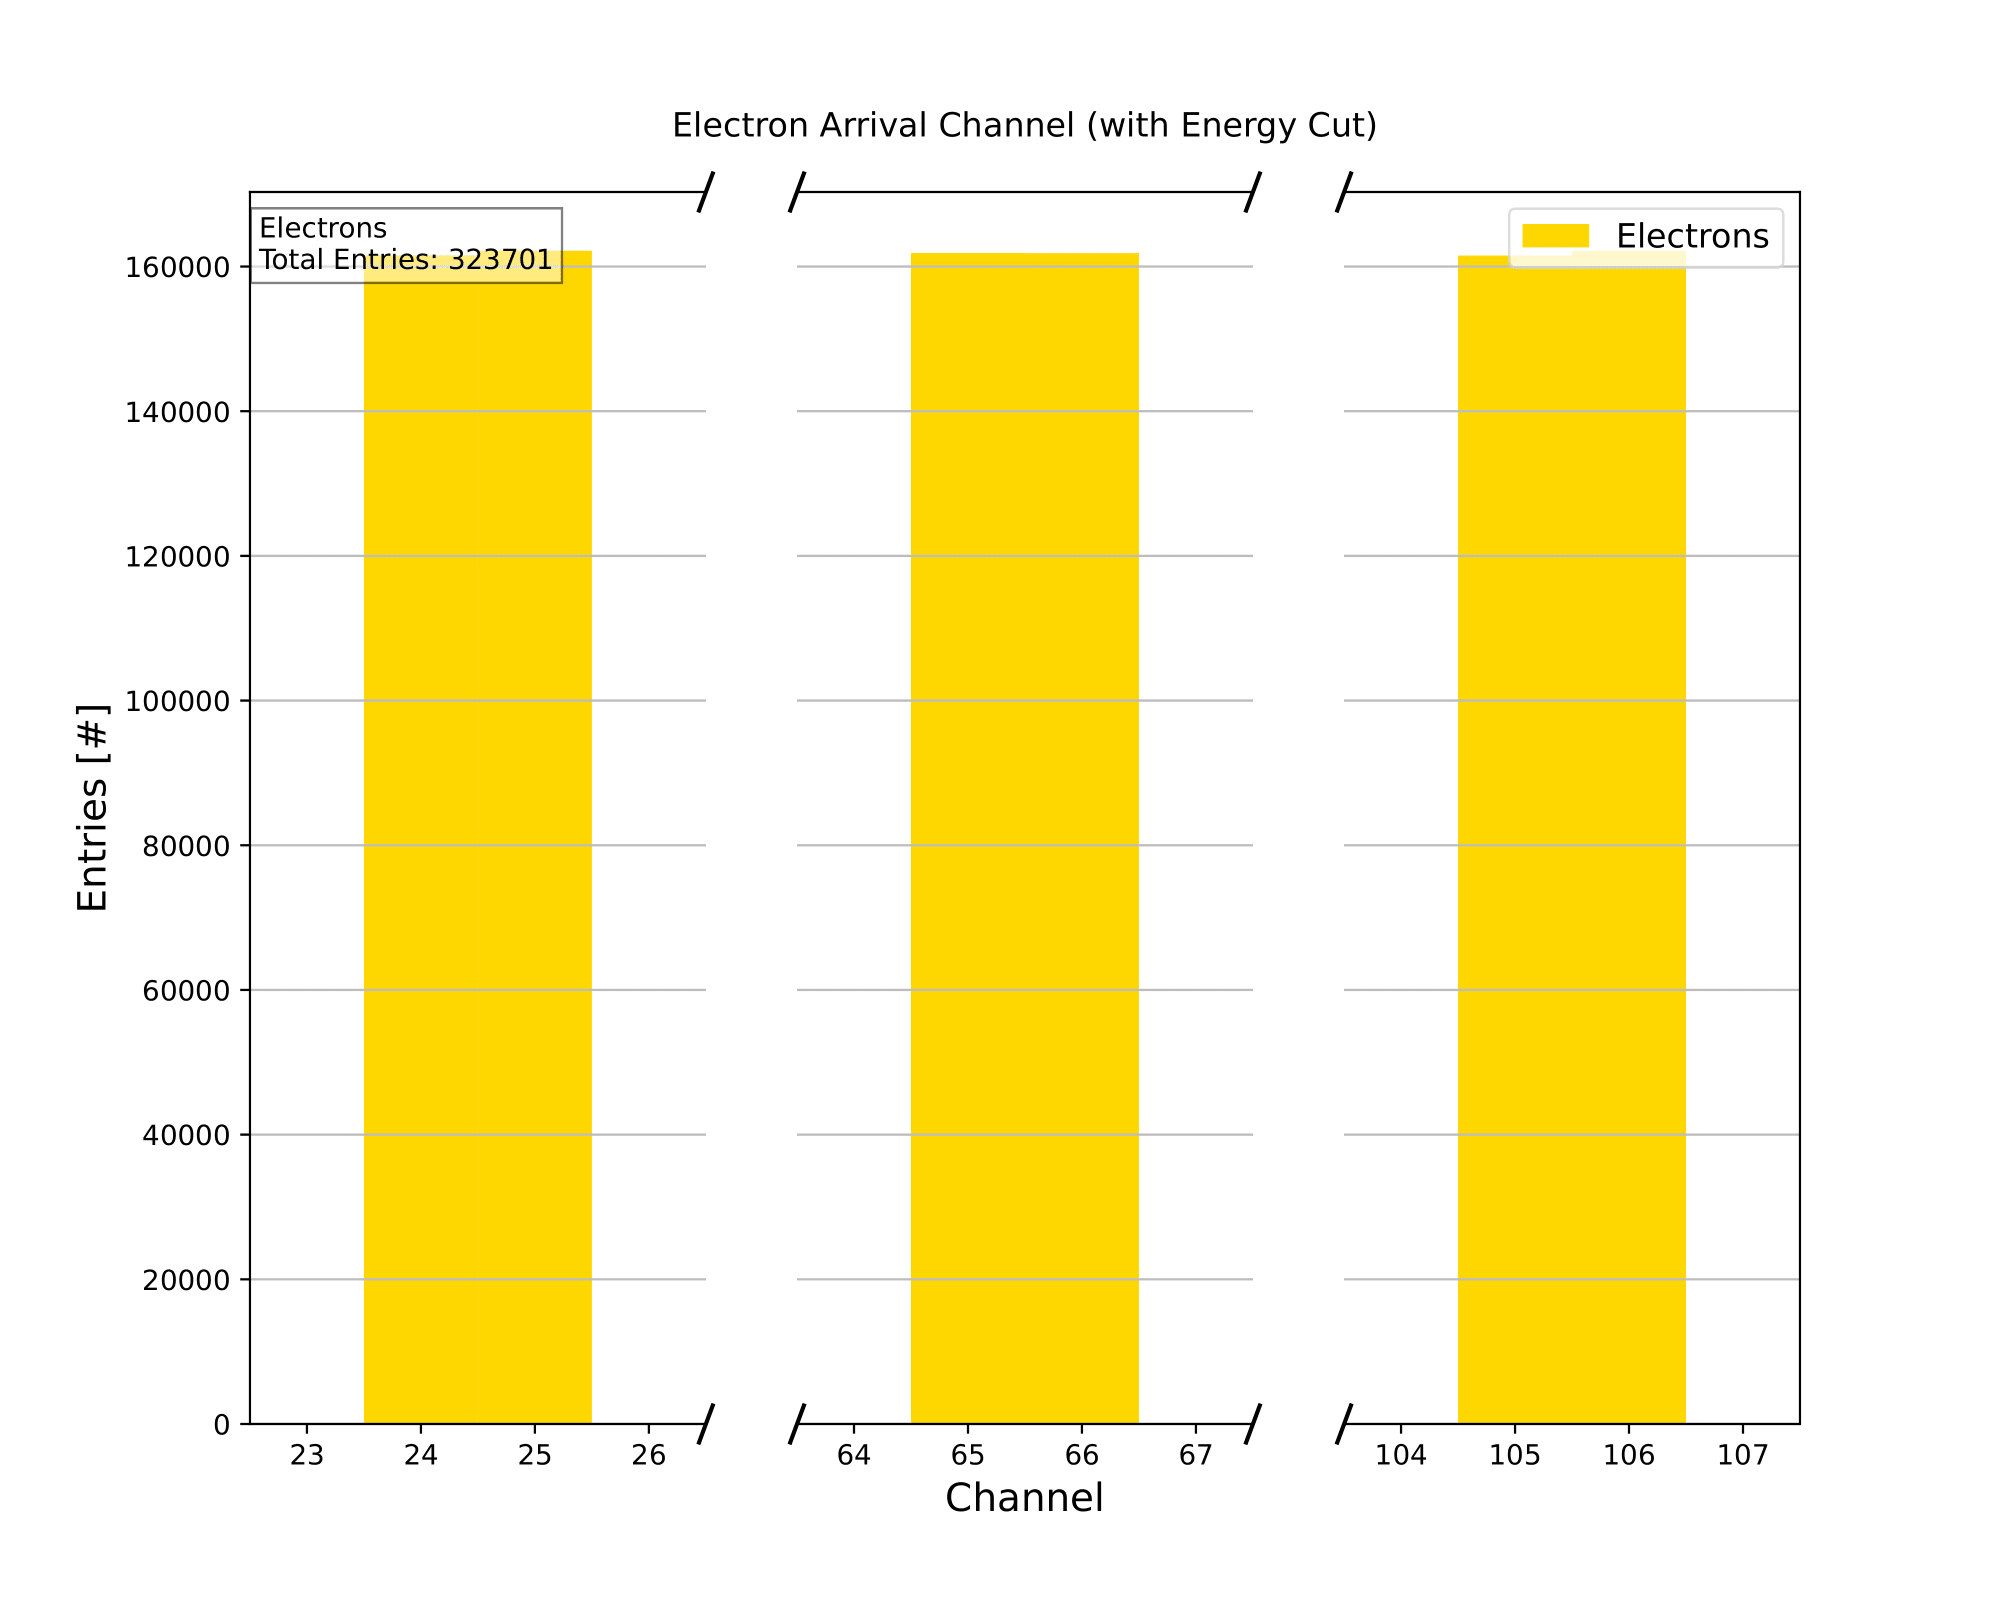 Electron Arrival Channel (with Energy Cut)
Electrons
Total Entries: 323701
Electrons
160000
140000
120000
100000
80000
60000
40000
20000
0
Entries [#]
23 24 25 26 64 65 66 67 104 105 106 107
Channel